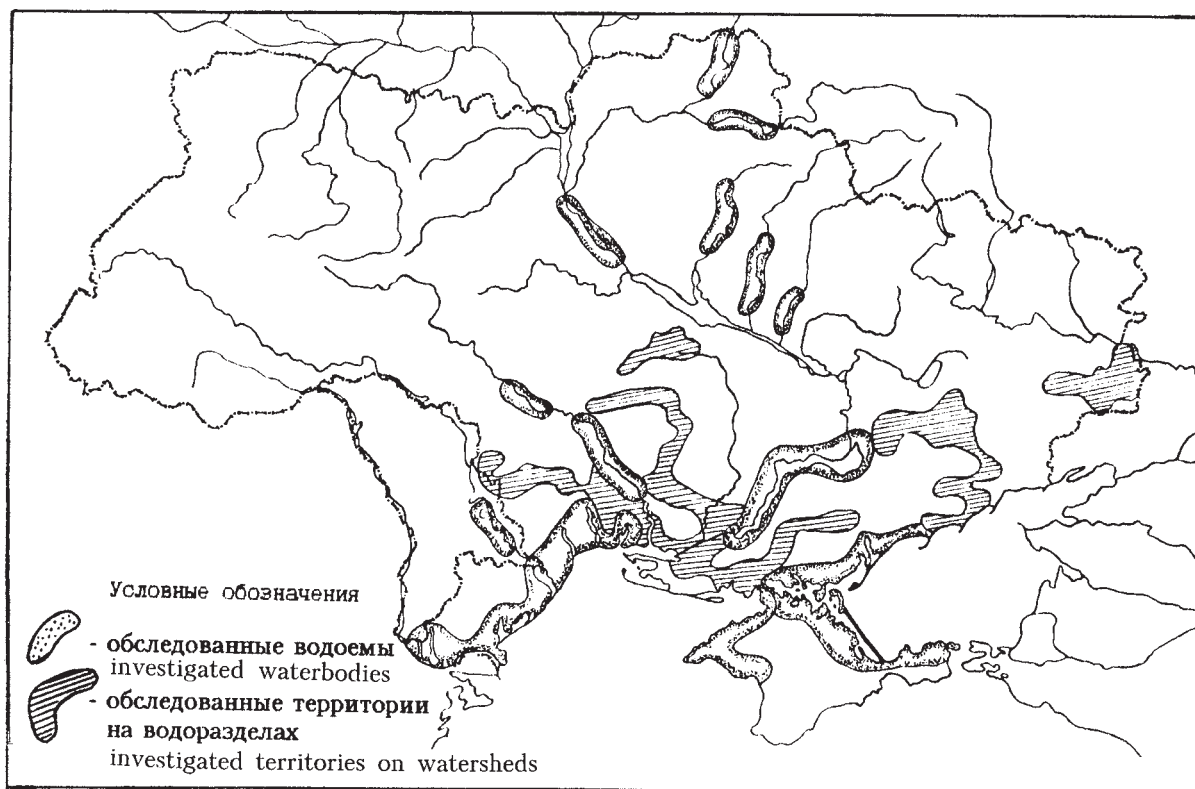 Условные обозначения
- обследованные водоемы
investigated waterbodies
- обследованные территории
на водоразделах
investigated territories on watersheds